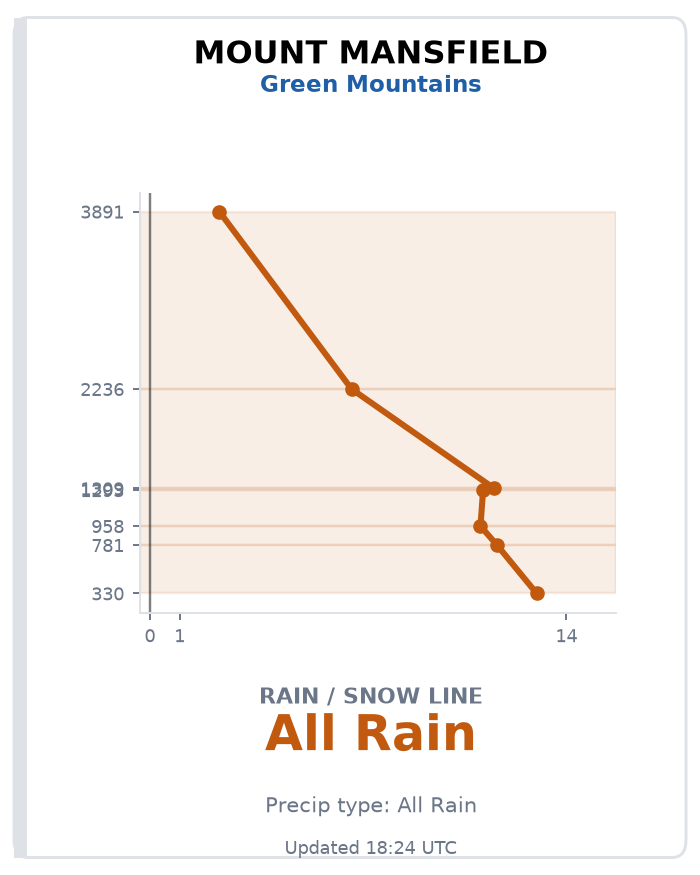 MOUNT MANSFIELD
Green Mountains
3891
2236
958
781
330
0 1 14
RAIN / SNOW LINE
All Rain
Precip type: All Rain
Updated 18:24 UTC